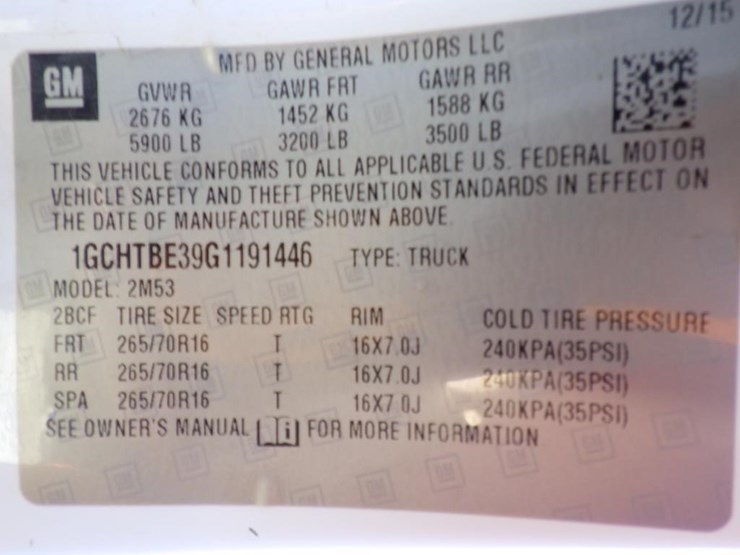 12/15
GM MFD BY GENERAL MOTORS LLC
GVWR GAWR FRT GAWR RR
2676 KG 1452 KG 1588 KG
5900 LB 3200 LB 3500 LB
THIS VEHICLE CONFORMS TO ALL APPLICABLE U.S. FEDERAL MOTOR
VEHICLE SAFETY AND THEFT PREVENTION STANDARDS IN EFFECT ON
THE DATE OF MANUFACTURE SHOWN ABOVE.
1GCHTBE39G1191446 TYPE: TRUCK
MODEL: 2M53
2BCF TIRE SIZE SPEED RTG RIM COLD TIRE PRESSURE
FRT 265/70R16 T 16X7.0J 240KPA(35PSI)
RR 265/70R16 T 16X7.0J 240KPA(35PSI)
SPA 265/70R16 T 16X7.0J 240KPA(35PSI)
SEE OWNER'S MANUAL i FOR MORE INFORMATION